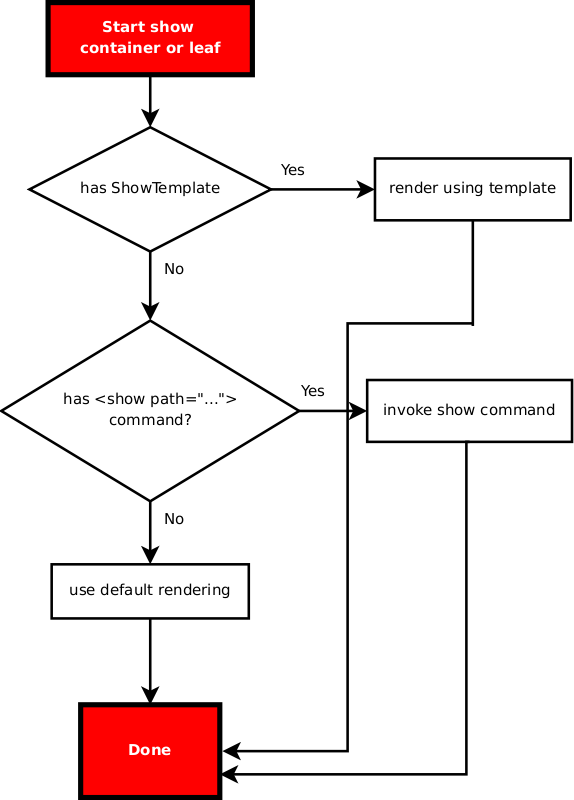 Start show
container or leaf
has ShowTemplate
Yes
render using template
No
has <show path="...">
command?
Yes
invoke show command
No
use default rendering
Done